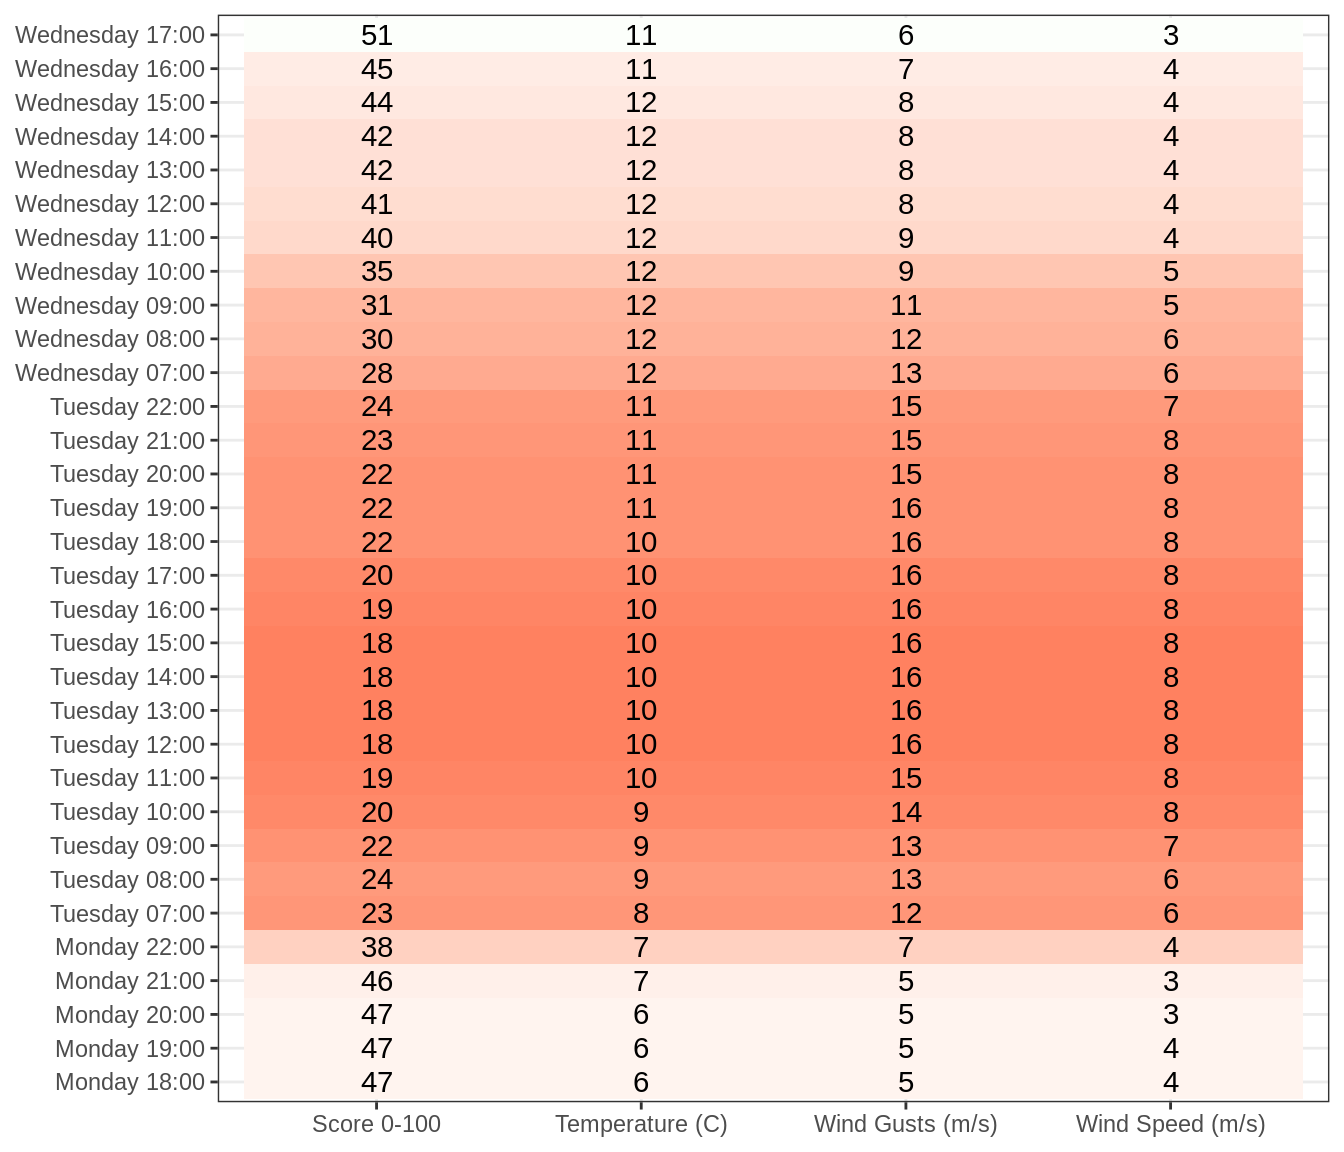 Wednesday 17:00 51 11 6 3
Wednesday 16:00 45 11 7 4
Wednesday 15:00 44 12 8 4
Wednesday 14:00 42 12 8 4
Wednesday 13:00 42 12 8 4
Wednesday 12:00 41 12 8 4
Wednesday 11:00 40 12 9 4
Wednesday 10:00 35 12 9 5
Wednesday 09:00 31 12 11 5
Wednesday 08:00 30 12 12 6
Wednesday 07:00 28 12 13 6
Tuesday 22:00 24 11 15 7
Tuesday 21:00 23 11 15 8
Tuesday 20:00 22 11 15 8
Tuesday 19:00 22 11 16 8
Tuesday 18:00 22 10 16 8
Tuesday 17:00 20 10 16 8
Tuesday 16:00 19 10 16 8
Tuesday 15:00 18 10 16 8
Tuesday 14:00 18 10 16 8
Tuesday 13:00 18 10 16 8
Tuesday 12:00 18 10 16 8
Tuesday 11:00 19 10 15 8
Tuesday 10:00 20 9 14 8
Tuesday 09:00 22 9 13 7
Tuesday 08:00 24 9 13 6
Tuesday 07:00 23 8 12 6
Monday 22:00 38 7 7 4
Monday 21:00 46 7 5 3
Monday 20:00 47 6 5 3
Monday 19:00 47 6 5 4
Monday 18:00 47 6 5 4
Score 0-100 Temperature (C) Wind Gusts (m/s) Wind Speed (m/s)